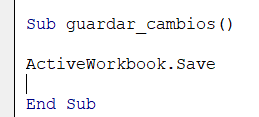 Sub guardar_cambios()
ActiveWorkbook.Save
End Sub